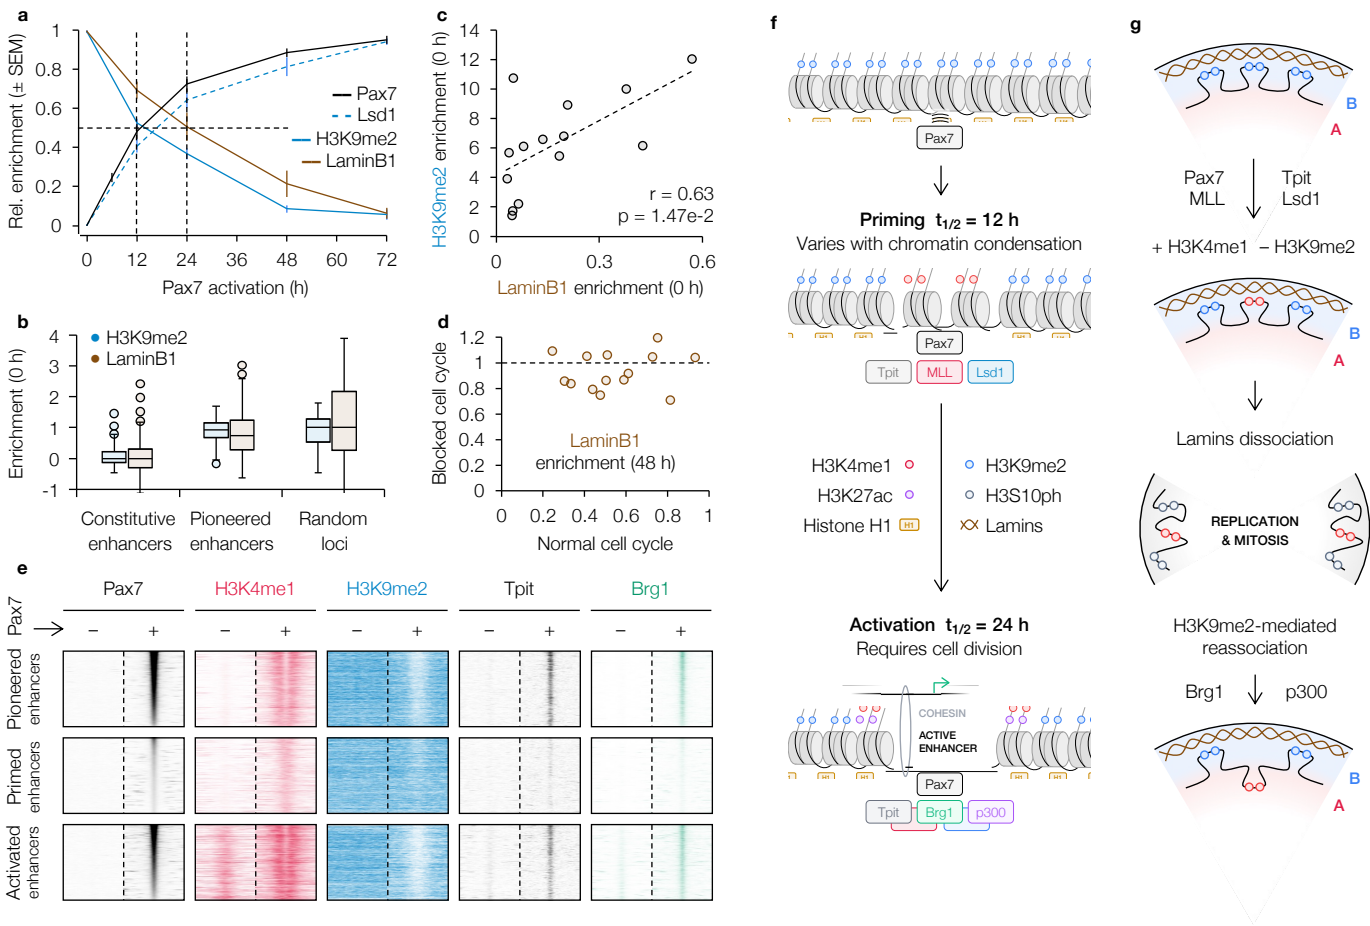 a
Rel. enrichment (± SEM)
1
0.8
0.6
0.4
0.2
0
Pax7
Lsd1
H3K9me2
LaminB1
0 12 24 36 48 60 72
Pax7 activation (h)
b
H3K9me2
LaminB1
Enrichment (0 h)
4
3
2
1
0
-1
Constitutive
enhancers
Pioneered
enhancers
Random
loci
c
H3K9me2 enrichment (0 h)
14
12
10
8
6
4
2
0
r = 0.63
p = 1.47e-2
0 0.3 0.6
LaminB1 enrichment (0 h)
d
Blocked cell cycle
1.2
1
0.8
0.6
0.4
0.2
0
LaminB1
enrichment (48 h)
0 0.2 0.4 0.6 0.8 1
Normal cell cycle
e
Pax7 H3K4me1 H3K9me2 Tpit Brg1
Pax7
− + − + − + − + − +
Pioneered
enhancers
Primed
enhancers
Activated
enhancers
f
Pax7
Priming t1/2 = 12 h
Varies with chromatin condensation
H1 H1 H1
Pax7
Tpit MLL Lsd1
H3K4me1 H3K9me2
H3K27ac H3S10ph
Histone H1 H1 Lamins
Activation t1/2 = 24 h
Requires cell division
COHESIN
ACTIVE
ENHANCER
H1 H1 H1 H1
Pax7
Tpit Brg1 p300
g
B
A
Pax7 Tpit
MLL Lsd1
+ H3K4me1 − H3K9me2
B
A
Lamins dissociation
REPLICATION
& MITOSIS
H3K9me2-mediated
reassociation
Brg1 p300
B
A